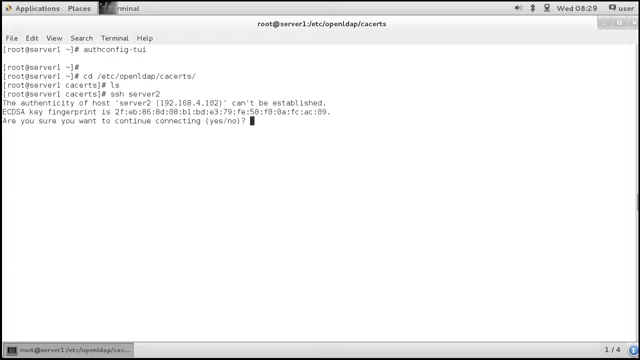 Applications Places Terminal Wed 08:29 user
root@server1:/etc/openldap/cacerts
File Edit View Search Terminal Help
[root@server1 ~]# authconfig-tui
[root@server1 ~]#
[root@server1 ~]# cd /etc/openldap/cacerts/
[root@server1 cacerts]# ls
[root@server1 cacerts]# ssh server2
The authenticity of host 'server2 (192.168.4.102)' can't be established.
ECDSA key fingerprint is 2f:eb:86:8d:08:b1:bd:e3:79:fe:50:f0:0a:fc:ac:09.
Are you sure you want to continue connecting (yes/no)?
root@server1:/etc/openldap/cac... 1 / 4